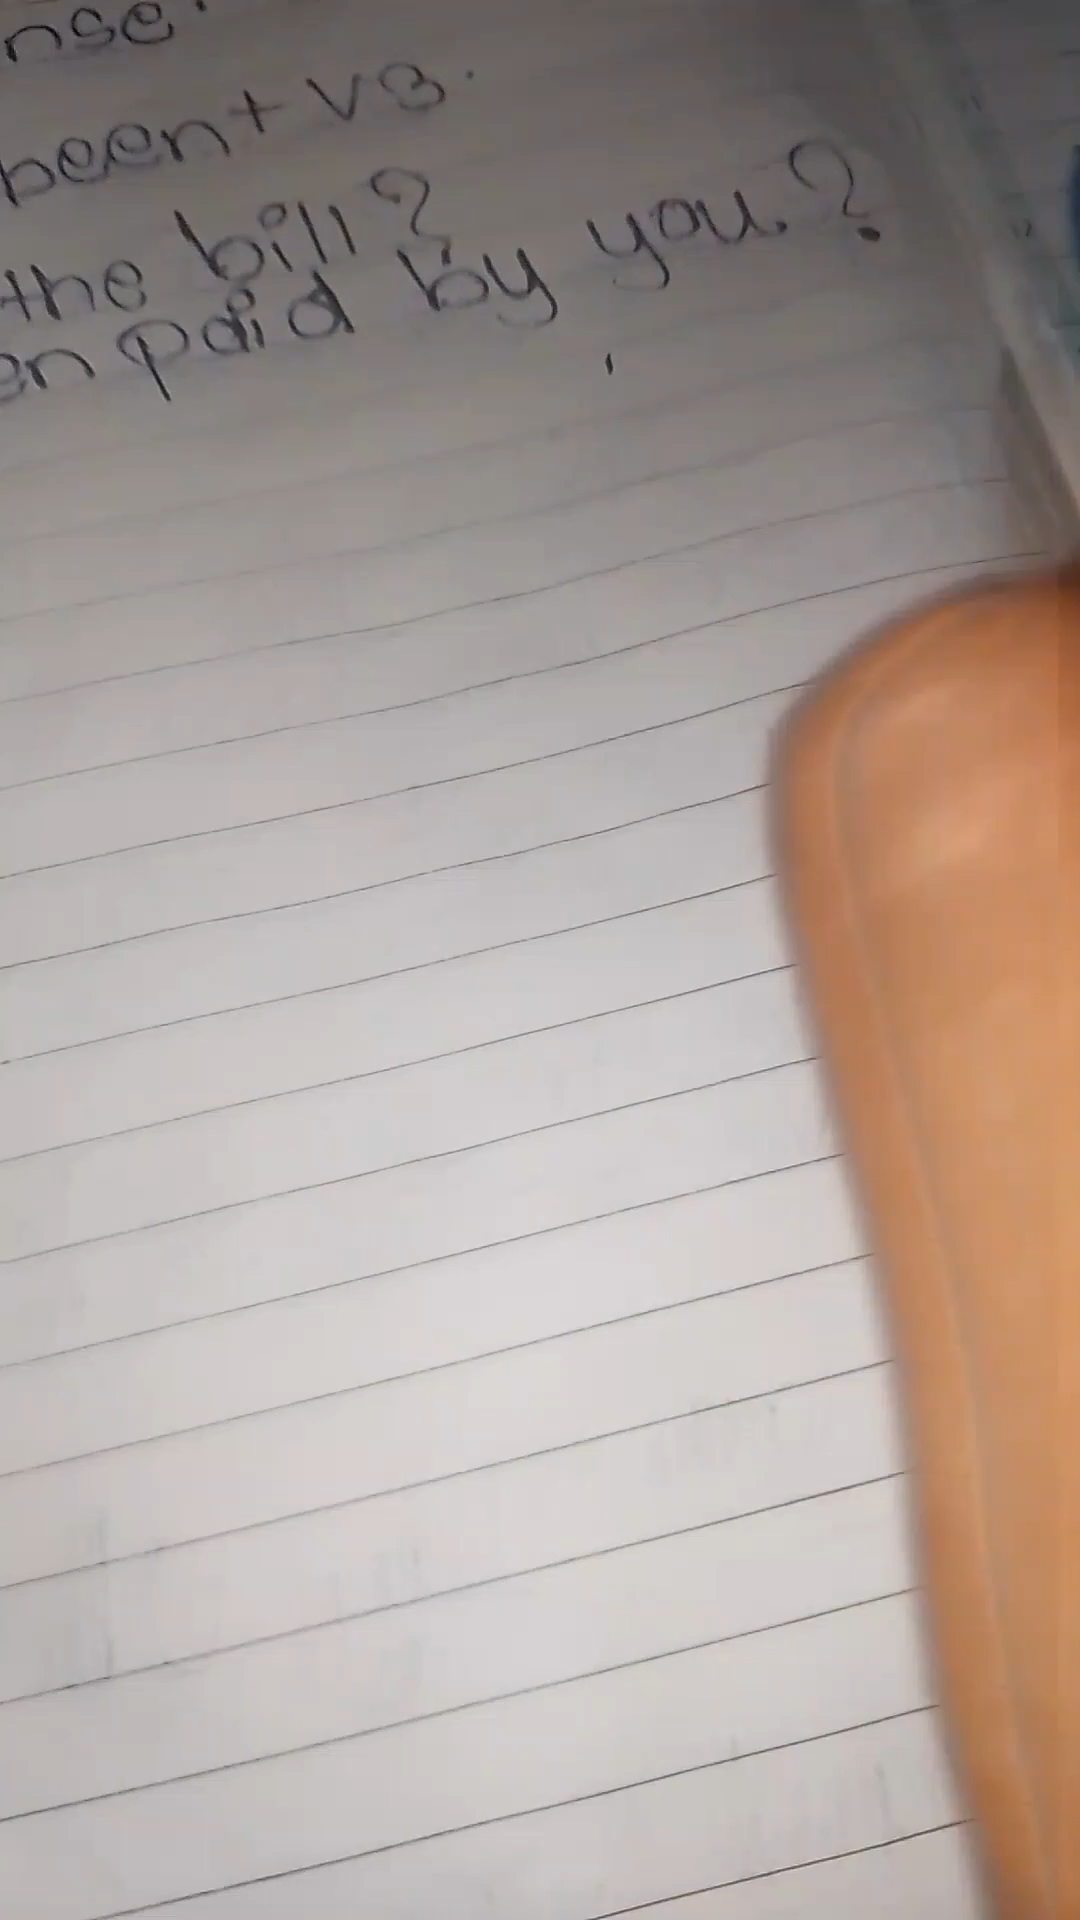 nse.
been + V3.
the bill?
en paid by you?